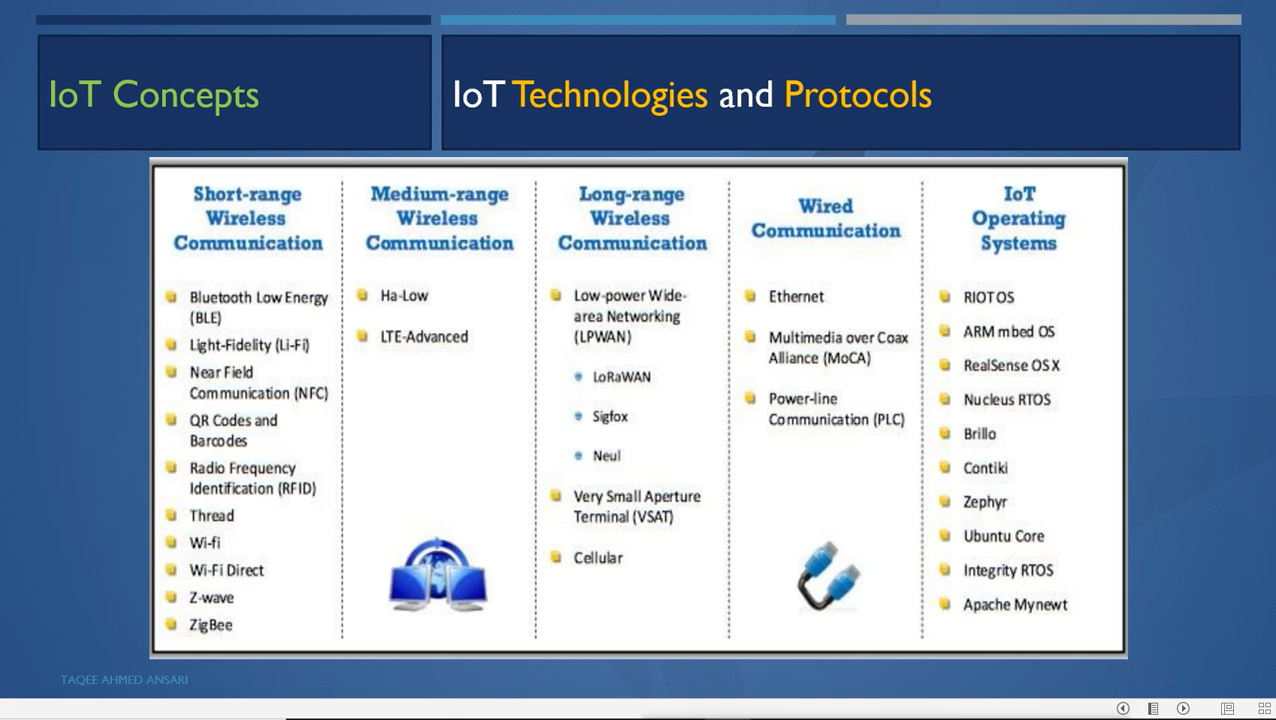 IoT Concepts
IoT Technologies and Protocols
Short-range
Wireless
Communication
Bluetooth Low Energy
(BLE)
Light-Fidelity (Li-Fi)
Near Field
Communication (NFC)
QR Codes and
Barcodes
Radio Frequency
Identification (RFID)
Thread
Wi-fi
Wi-Fi Direct
Z-wave
ZigBee
Medium-range
Wireless
Communication
Ha-Low
LTE-Advanced
Long-range
Wireless
Communication
Low-power Wide-
area Networking
(LPWAN)
LoRaWAN
Sigfox
Neul
Very Small Aperture
Terminal (VSAT)
Cellular
Wired
Communication
Ethernet
Multimedia over Coax
Alliance (MoCA)
Power-line
Communication (PLC)
IoT
Operating
Systems
RIOT OS
ARM mbed OS
RealSense OS X
Nucleus RTOS
Brillo
Contiki
Zephyr
Ubuntu Core
Integrity RTOS
Apache Mynewt
TAQEE AHMED ANSARI